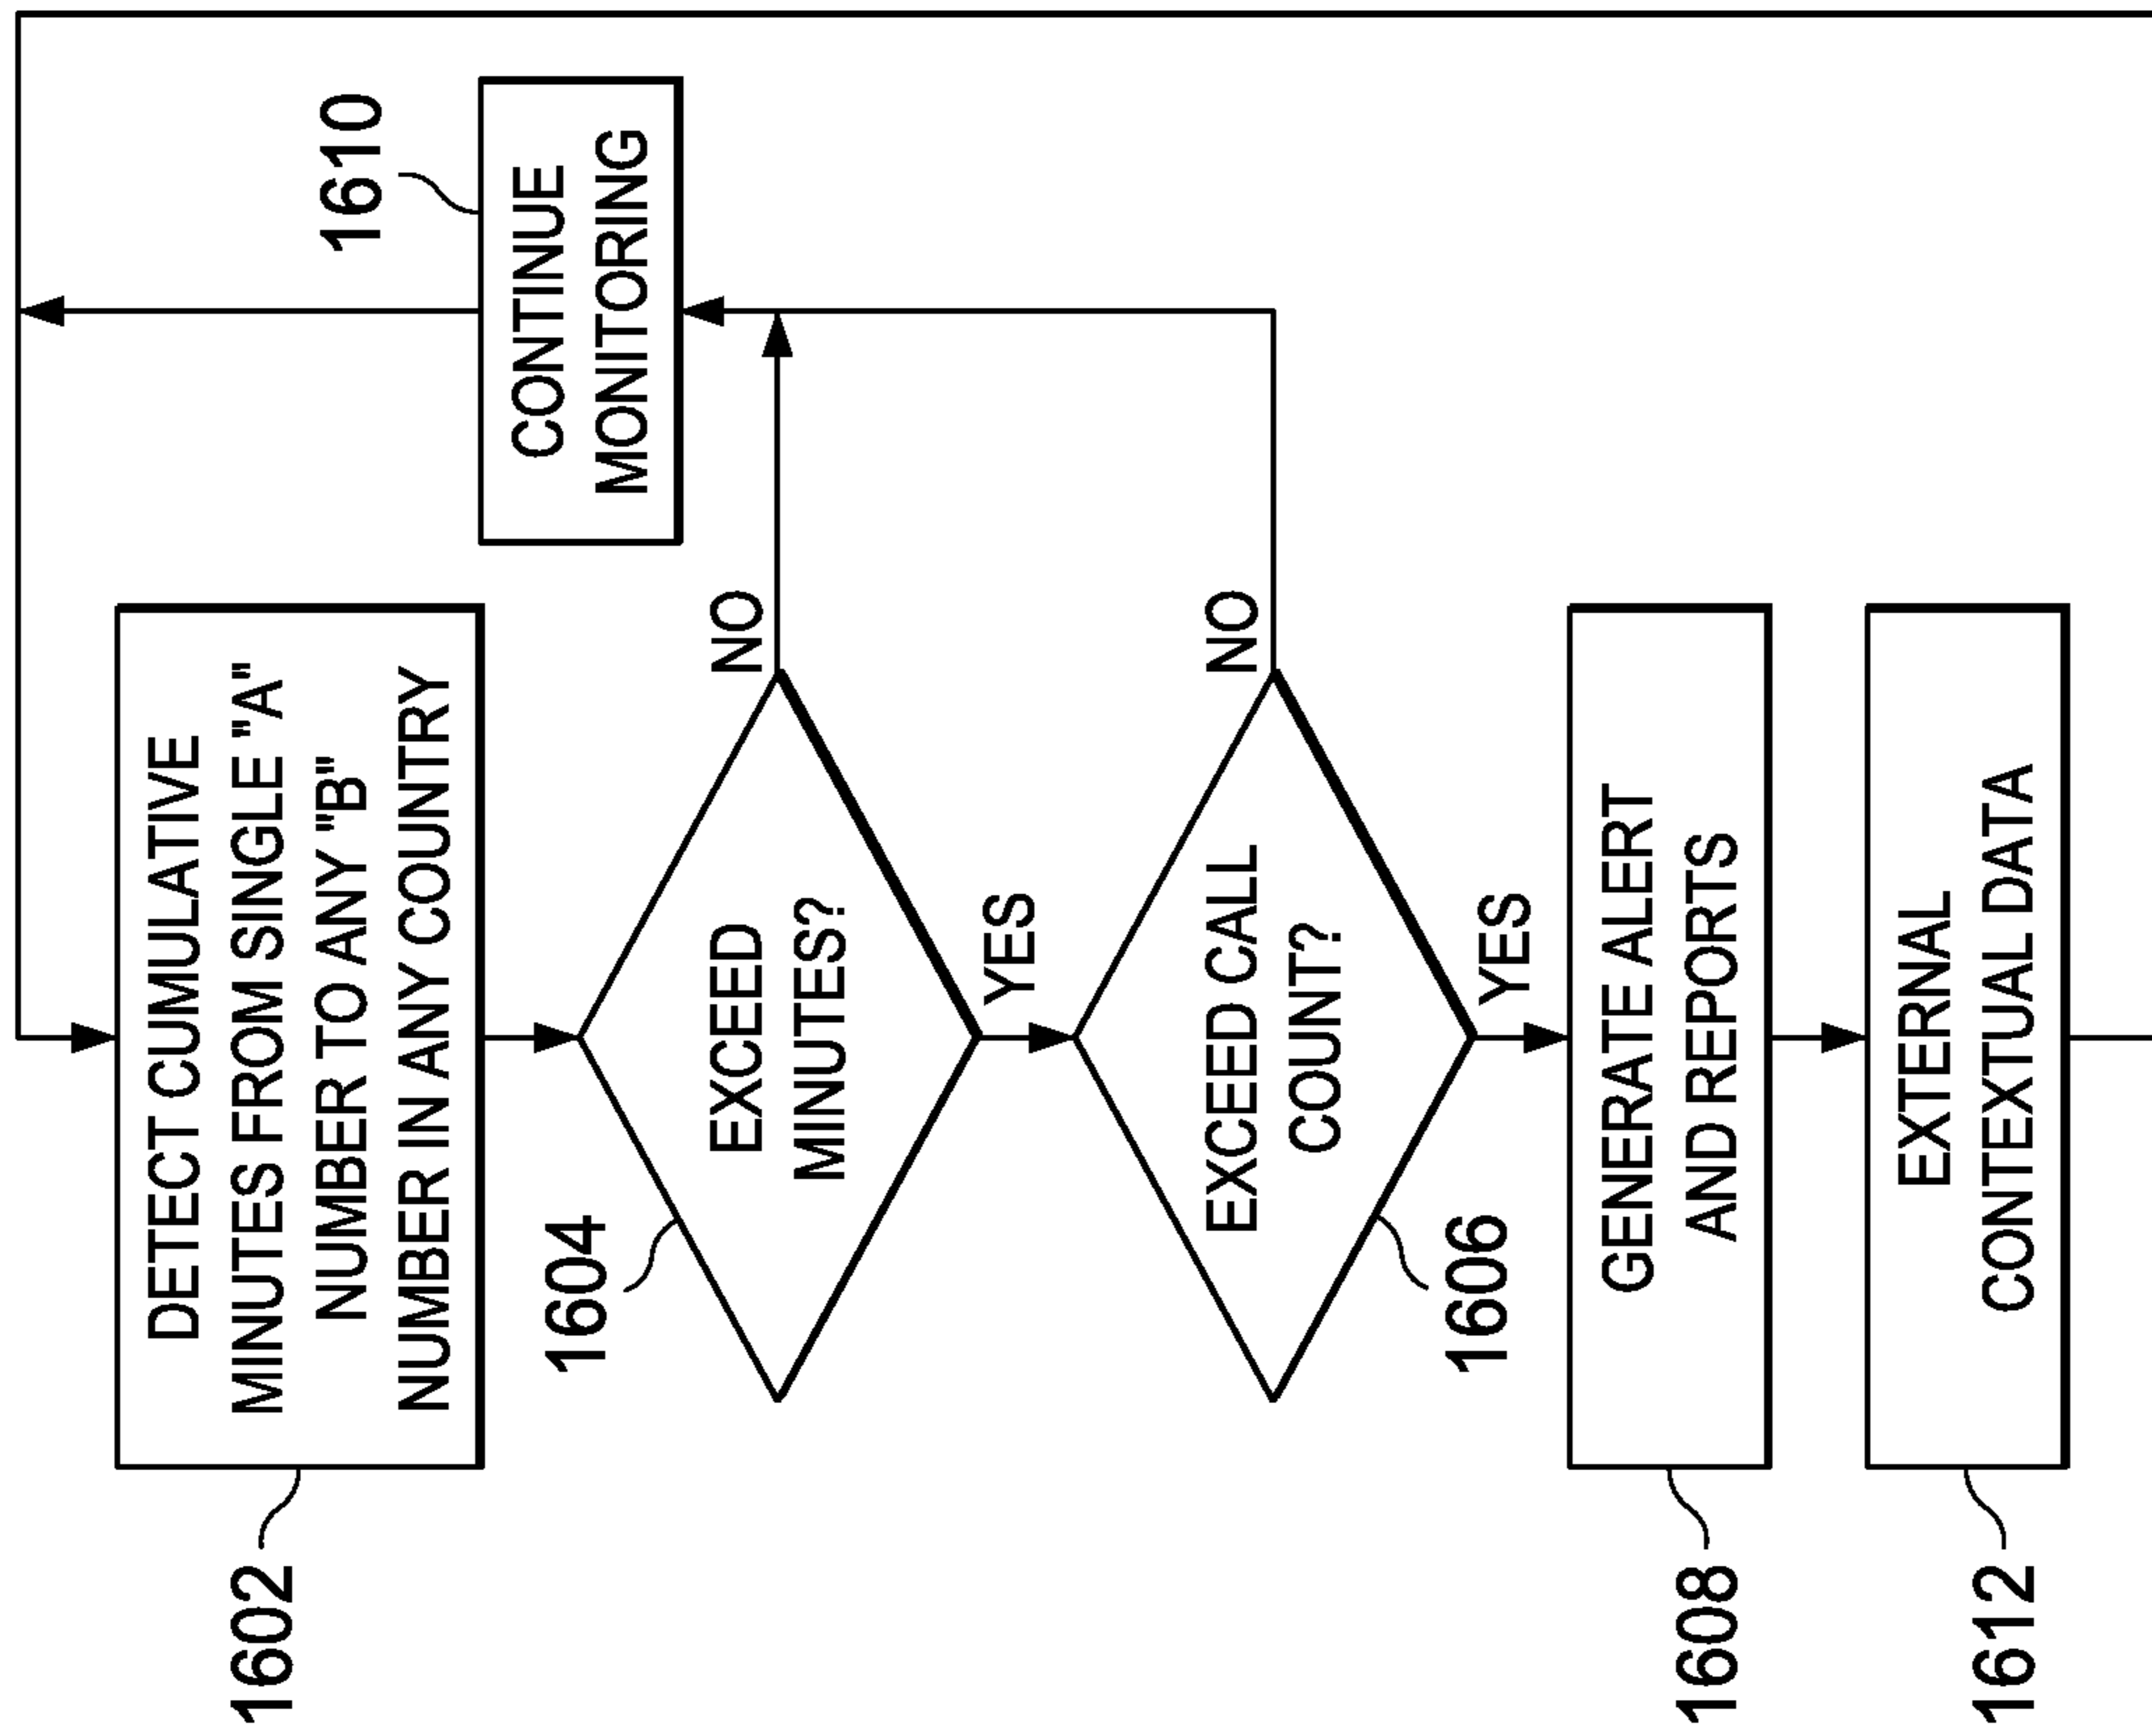 1602
DETECT CUMULATIVE
MINUTES FROM SINGLE "A"
NUMBER TO ANY "B"
NUMBER IN ANY COUNTRY
1604
EXCEED
MINUTES?
NO
YES
1610
CONTINUE
MONITORING
1606
EXCEED CALL
COUNT?
NO
YES
1608
GENERATE ALERT
AND REPORTS
1612
EXTERNAL
CONTEXTUAL DATA